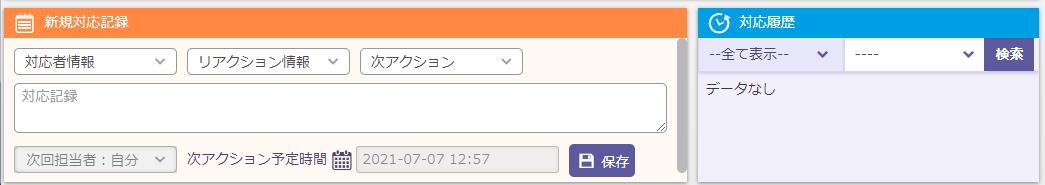 新規対応記録
対応者情報 リアクション情報 次アクション
対応記録
次回担当者：自分 次アクション予定時間 2021-07-07 12:57 保存
対応履歴
--全て表示-- ---- 検索
データなし